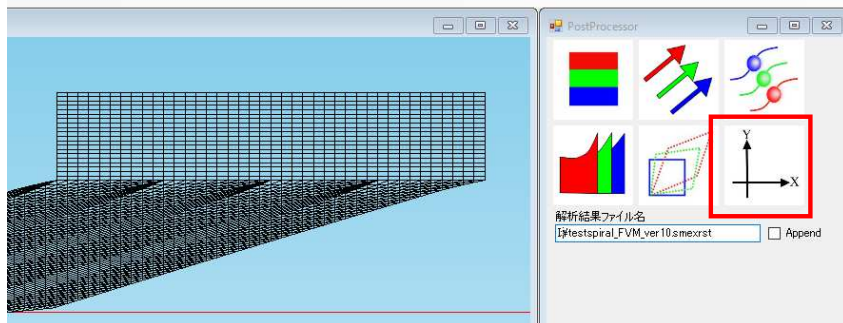 PostProcessor
Y
X
解析結果ファイル名
I:¥testspiral_FVM_ver10.smexrst
Append